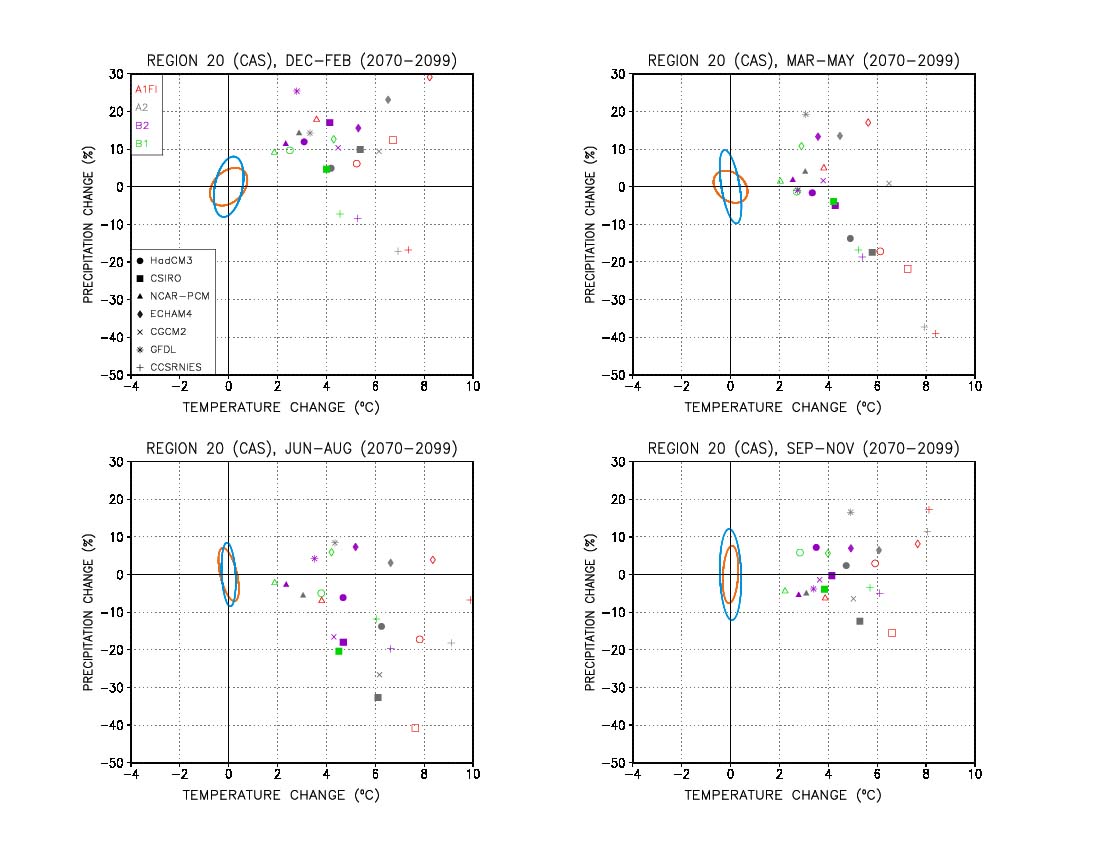 REGION 20 (CAS), DEC-FEB (2070-2099)
30
20
10
0
-10
-20
-30
-40
-50
PRECIPITATION CHANGE (%)
A1FI
A2
B2
B1
HadCM3
CSIRO
NCAR-PCM
ECHAM4
CGCM2
GFDL
CCSRNIES
-4 -2 0 2 4 6 8 10
TEMPERATURE CHANGE (ºC)
REGION 20 (CAS), MAR-MAY (2070-2099)
30
20
10
0
-10
-20
-30
-40
-50
PRECIPITATION CHANGE (%)
-4 -2 0 2 4 6 8 10
TEMPERATURE CHANGE (ºC)
REGION 20 (CAS), JUN-AUG (2070-2099)
30
20
10
0
-10
-20
-30
-40
-50
PRECIPITATION CHANGE (%)
-4 -2 0 2 4 6 8 10
TEMPERATURE CHANGE (ºC)
REGION 20 (CAS), SEP-NOV (2070-2099)
30
20
10
0
-10
-20
-30
-40
-50
PRECIPITATION CHANGE (%)
-4 -2 0 2 4 6 8 10
TEMPERATURE CHANGE (ºC)